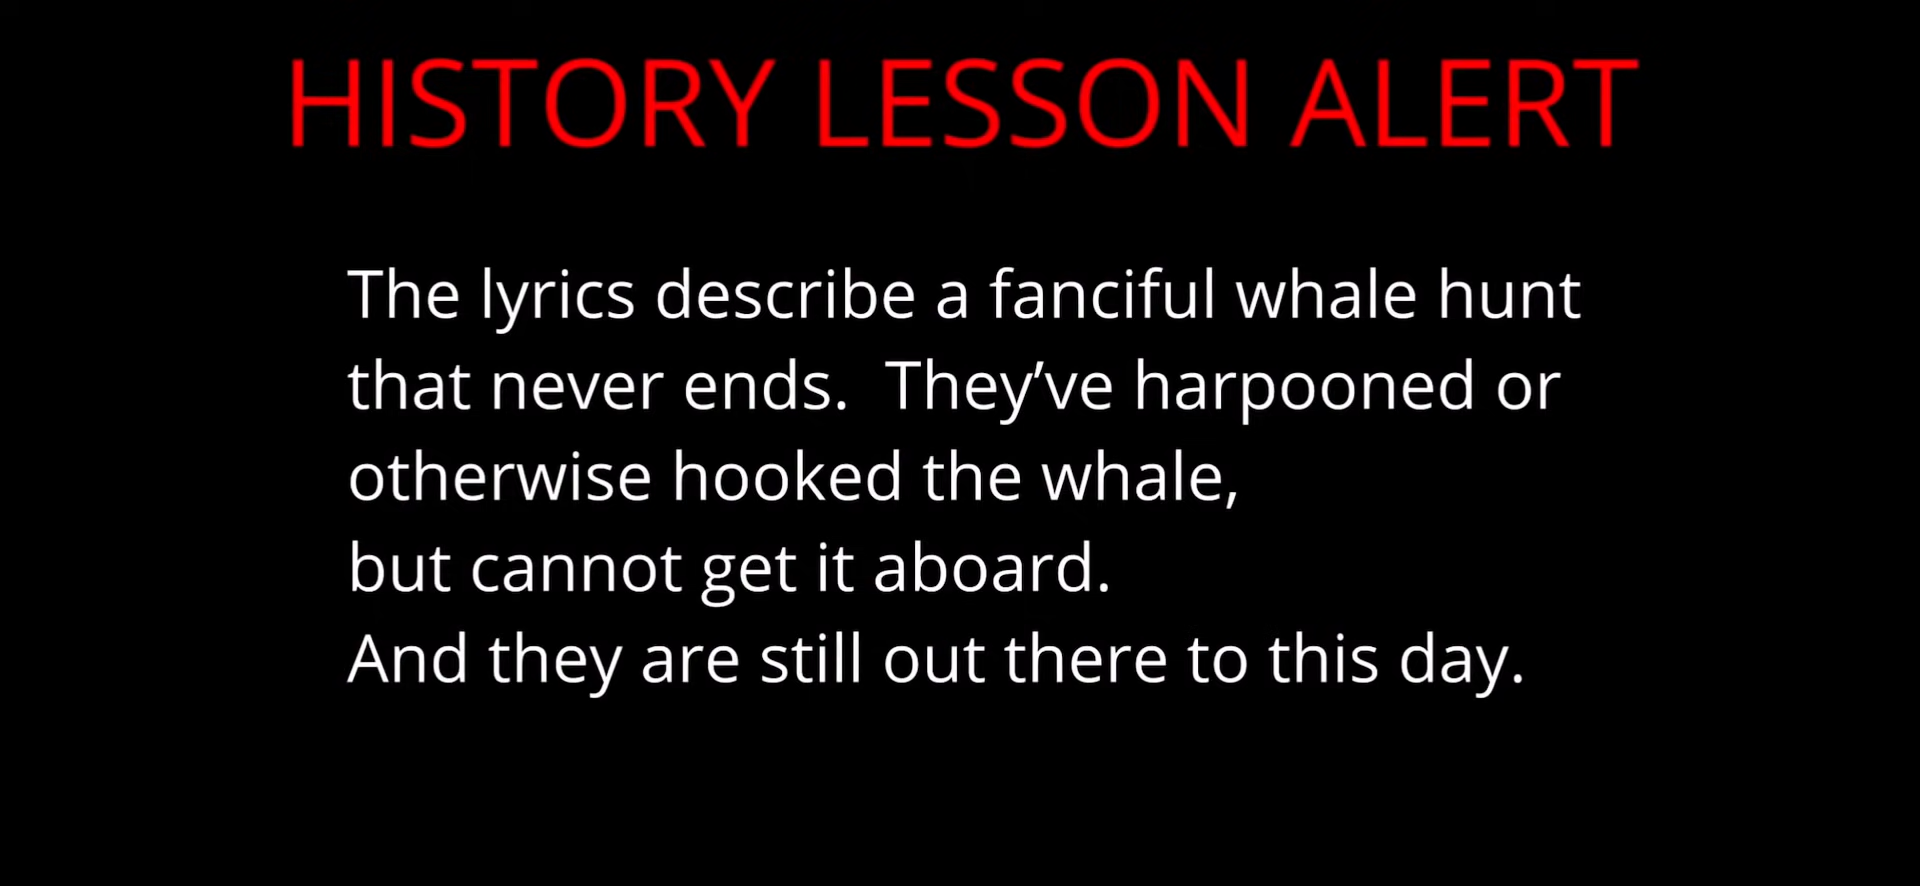 HISTORY LESSON ALERT
The lyrics describe a fanciful whale hunt
that never ends.  They’ve harpooned or
otherwise hooked the whale,
but cannot get it aboard.
And they are still out there to this day.